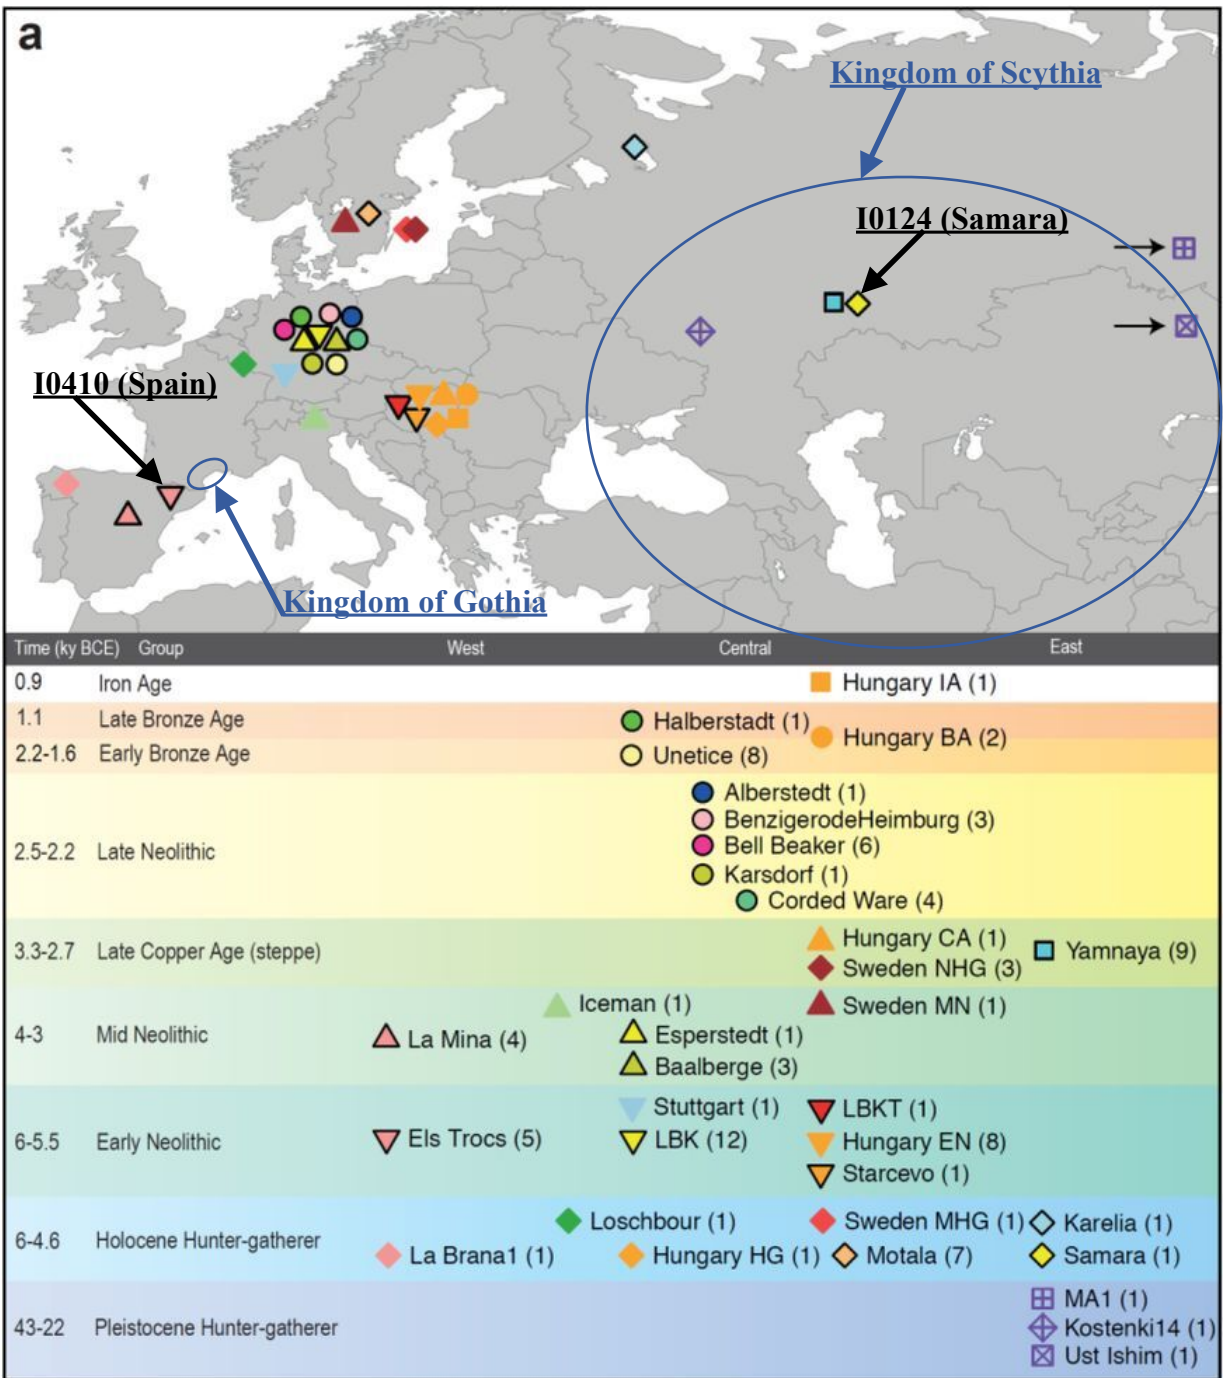 a
Kingdom of Scythia
I0124 (Samara)
I0410 (Spain)
Kingdom of Gothia
Time (ky BCE) Group West Central East
0.9 Iron Age Hungary IA (1)
1.1 Late Bronze Age Halberstadt (1)
Hungary BA (2)
2.2-1.6 Early Bronze Age Unetice (8)
Alberstedt (1)
BenzigerodeHeimburg (3)
2.5-2.2 Late Neolithic Bell Beaker (6)
Karsdorf (1)
Corded Ware (4)
Hungary CA (1)
3.3-2.7 Late Copper Age (steppe) Yamnaya (9)
Sweden NHG (3)
Iceman (1) Sweden MN (1)
4-3 Mid Neolithic La Mina (4) Esperstedt (1)
Baalberge (3)
Stuttgart (1) LBKT (1)
6-5.5 Early Neolithic Els Trocs (5) LBK (12) Hungary EN (8)
Starcevo (1)
Loschbour (1) Sweden MHG (1) Karelia (1)
6-4.6 Holocene Hunter-gatherer La Brana1 (1) Hungary HG (1) Motala (7) Samara (1)
MA1 (1)
43-22 Pleistocene Hunter-gatherer Kostenki14 (1)
Ust Ishim (1)